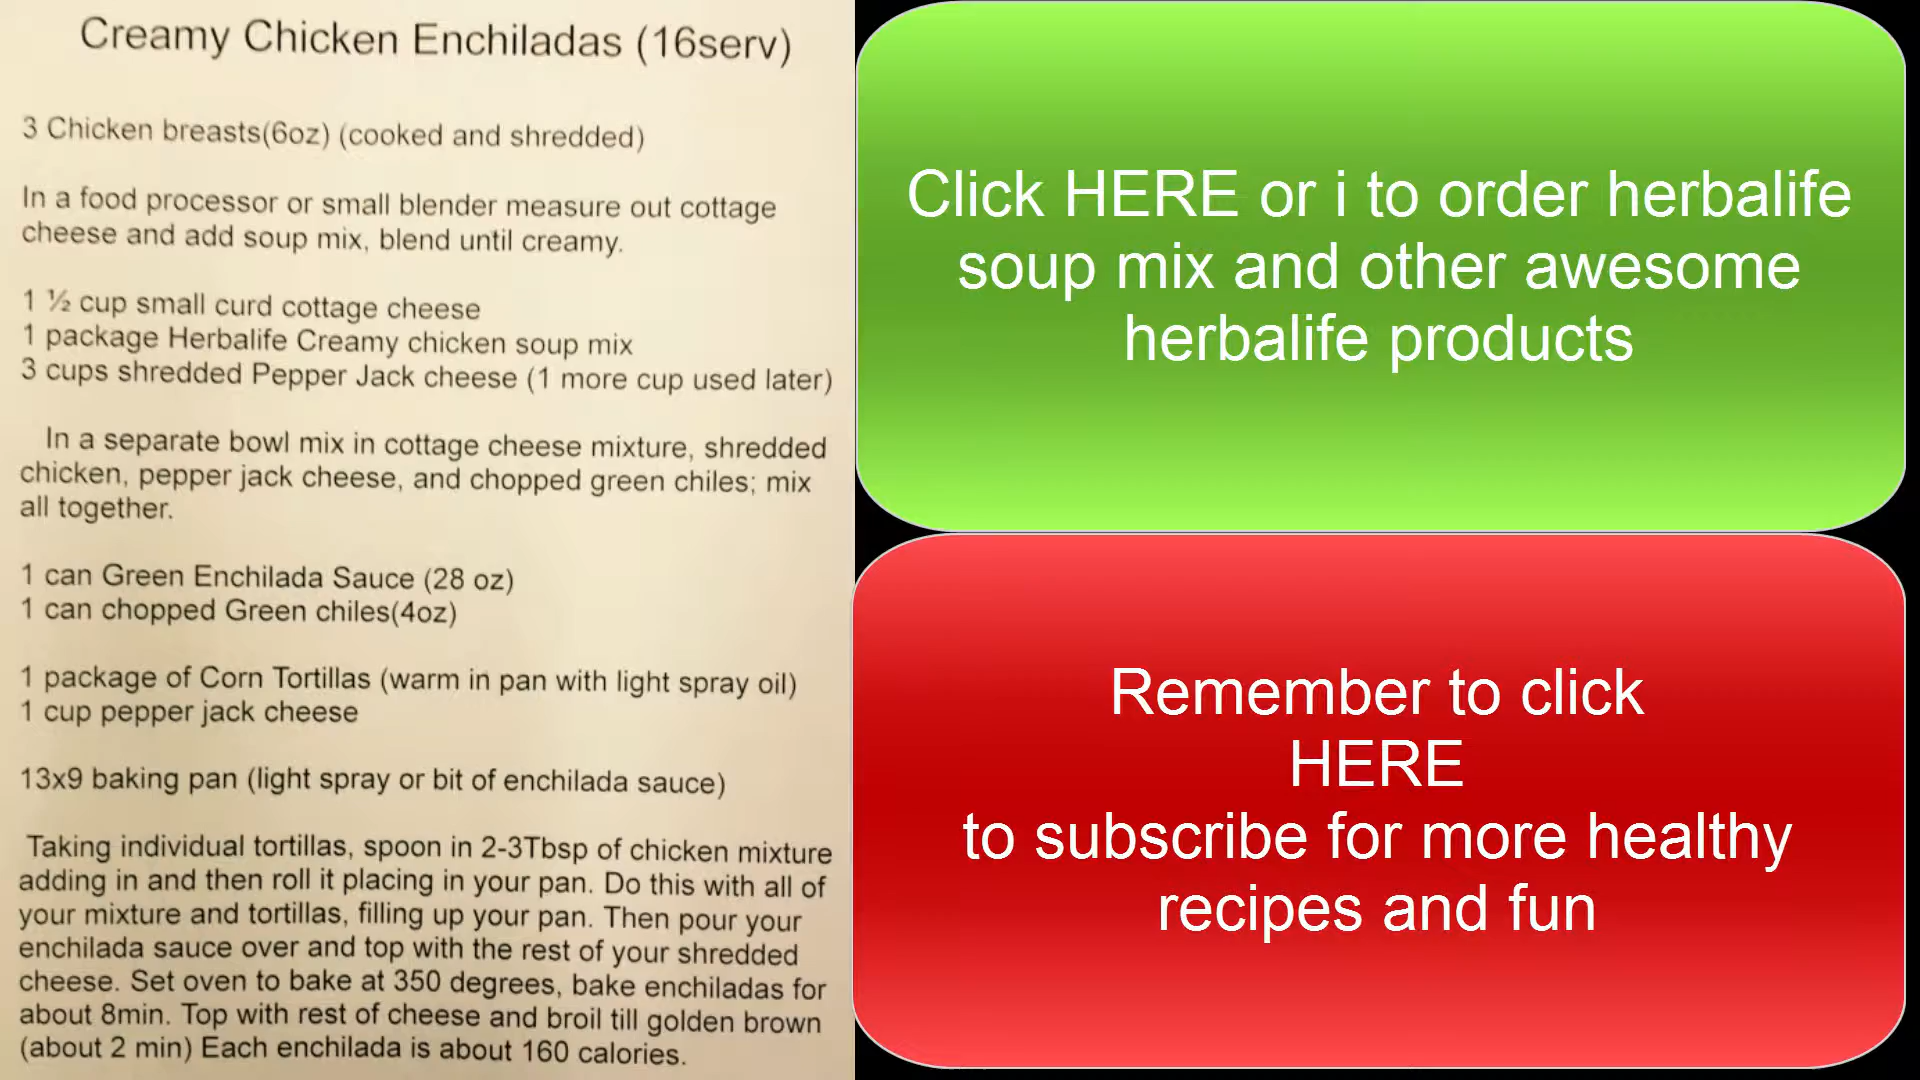 Creamy Chicken Enchiladas (16serv)
3 Chicken breasts(6oz) (cooked and shredded)
In a food processor or small blender measure out cottage
cheese and add soup mix, blend until creamy.
1 ½ cup small curd cottage cheese
1 package Herbalife Creamy chicken soup mix
3 cups shredded Pepper Jack cheese (1 more cup used later)
In a separate bowl mix in cottage cheese mixture, shredded
chicken, pepper jack cheese, and chopped green chiles; mix
all together.
1 can Green Enchilada Sauce (28 oz)
1 can chopped Green chiles(4oz)
1 package of Corn Tortillas (warm in pan with light spray oil)
1 cup pepper jack cheese
13x9 baking pan (light spray or bit of enchilada sauce)
Taking individual tortillas, spoon in 2-3Tbsp of chicken mixture
adding in and then roll it placing in your pan. Do this with all of
your mixture and tortillas, filling up your pan. Then pour your
enchilada sauce over and top with the rest of your shredded
cheese. Set oven to bake at 350 degrees, bake enchiladas for
about 8min. Top with rest of cheese and broil till golden brown
(about 2 min) Each enchilada is about 160 calories.
Click HERE or i to order herbalife
soup mix and other awesome
herbalife products
Remember to click
HERE
to subscribe for more healthy
recipes and fun